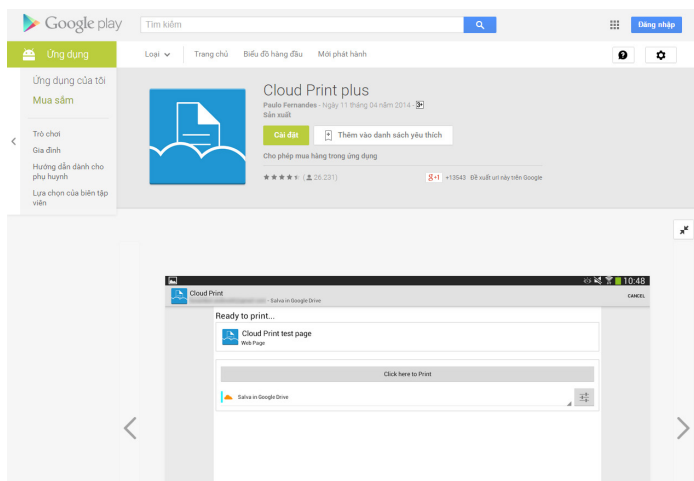 Google play
Tìm kiếm
Đăng nhập
Ứng dụng
Loại
Trang chủ
Biểu đồ hàng đầu
Mới phát hành
Ứng dụng của tôi
Mua sắm
Trò chơi
Gia đình
Hướng dẫn dành cho
phụ huynh
Lựa chọn của biên tập
viên
Cloud Print plus
Paulo Fernandes - Ngày 11 tháng 04 năm 2014 - 3+
Sản xuất
Cài đặt
Thêm vào danh sách yêu thích
Cho phép mua hàng trong ứng dụng
(26.231)
g+1 +13543 Đề xuất url này trên Google
10:48
Cloud Print
- Salva in Google Drive
CANCEL
Ready to print...
Cloud Print test page
Web Page
Click here to Print
Salva in Google Drive